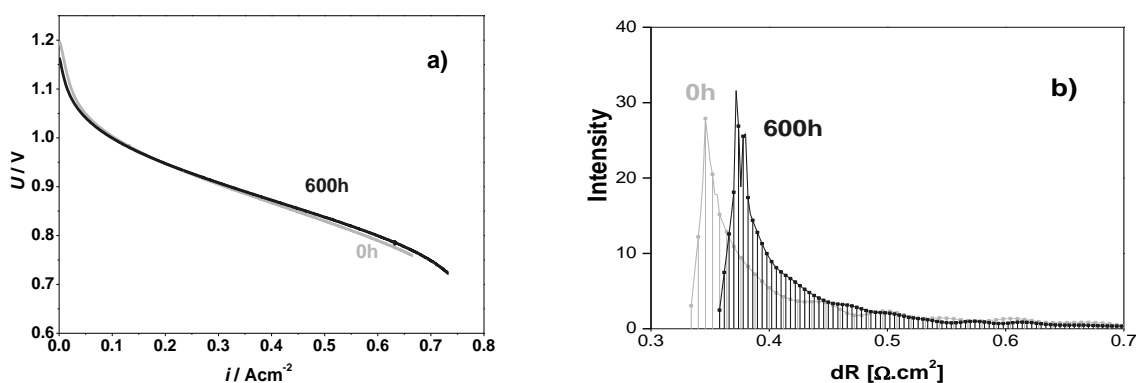 1.2
1.1
1.0
0.9
0.8
0.7
0.6
U / V
0.0 0.1 0.2 0.3 0.4 0.5 0.6 0.7 0.8
i / Acm-2
a)
600h
0h
40
30
20
10
0
Intensity
0.3 0.4 0.5 0.6 0.7
dR [Ω.cm2]
b)
0h
600h